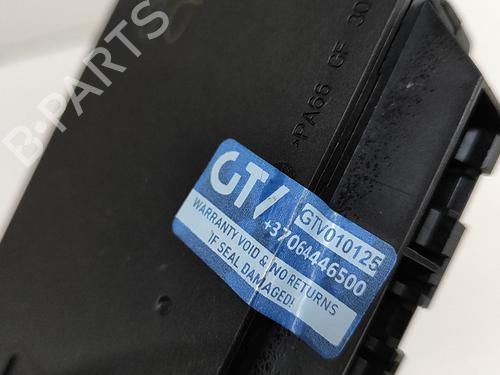 B-PARTS
>PA66 GF 30
GTV
GTV010125
+37064446500
WARRANTY VOID & NO RETURNS
IF SEAL DAMAGED!